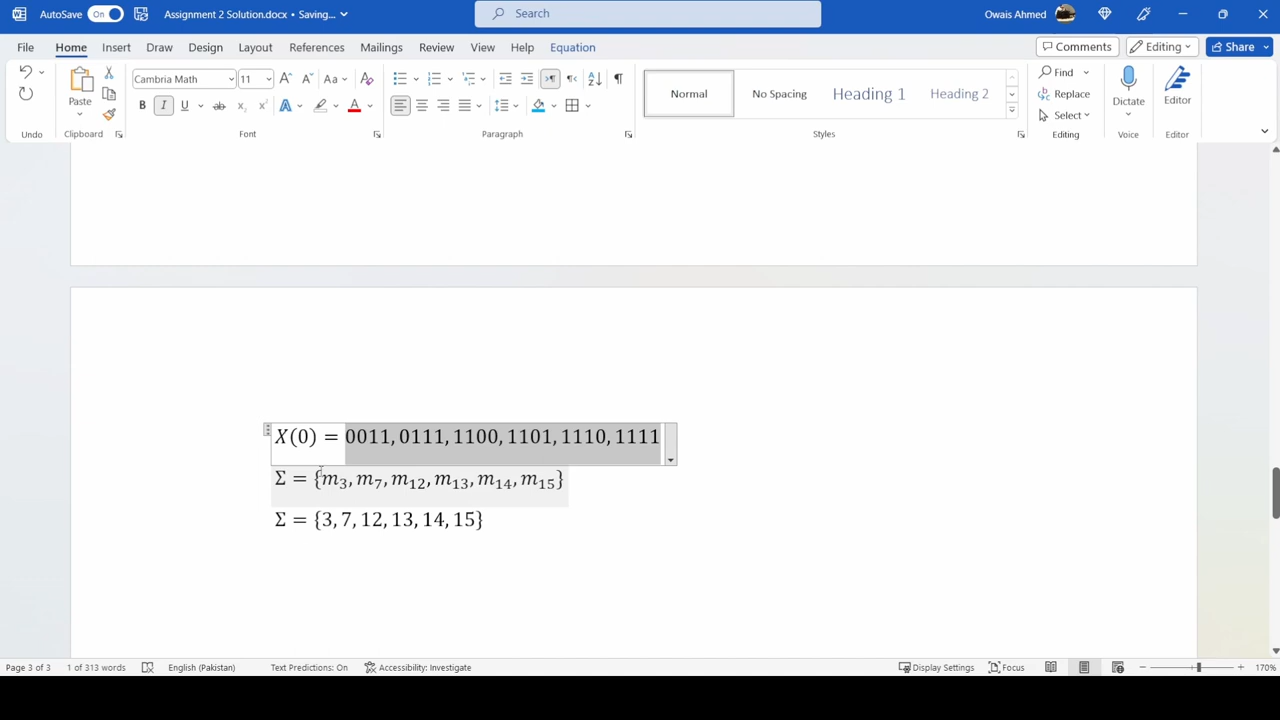 AutoSave On Assignment 2 Solution.docx • Saving... Search Owais Ahmed
File Home Insert Draw Design Layout References Mailings Review View Help Equation Comments Editing Share
Paste Cambria Math 11 Aa Normal No Spacing Heading 1 Heading 2 Find Replace Select Dictate Editor
Undo Clipboard Font Paragraph Styles Editing Voice Editor
X(0) = 0011, 0111, 1100, 1101, 1110, 1111
Σ = {m₃, m₇, m₁₂, m₁₃, m₁₄, m₁₅}
Σ = {3, 7, 12, 13, 14, 15}
Page 3 of 3 1 of 313 words English (Pakistan) Text Predictions: On Accessibility: Investigate Display Settings Focus 170%